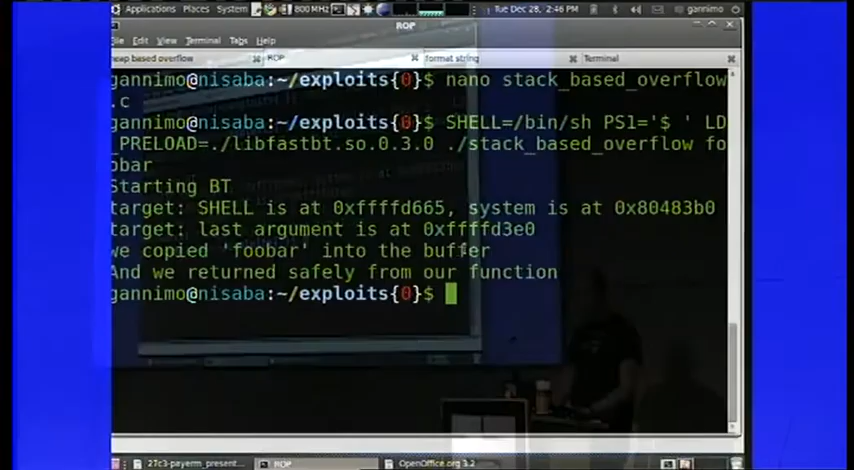 Applications Places System 800 MHz Tue Dec 28, 2:46 PM gannimo
ROP
File Edit View Terminal Tabs Help
heap based overflow ROP format string Terminal
gannimo@nisaba:~/exploits{0}$ nano stack_based_overflow
.c
gannimo@nisaba:~/exploits{0}$ SHELL=/bin/sh PS1='$ ' LD
_PRELOAD=./libfastbt.so.0.3.0 ./stack_based_overflow fo
obar
Starting BT
target: SHELL is at 0xffffd665, system is at 0x80483b0
target: last argument is at 0xffffd3e0
we copied 'foobar' into the buffer
And we returned safely from our function
gannimo@nisaba:~/exploits{0}$
27c3-payerm_present... ROP OpenOffice.org 3.2